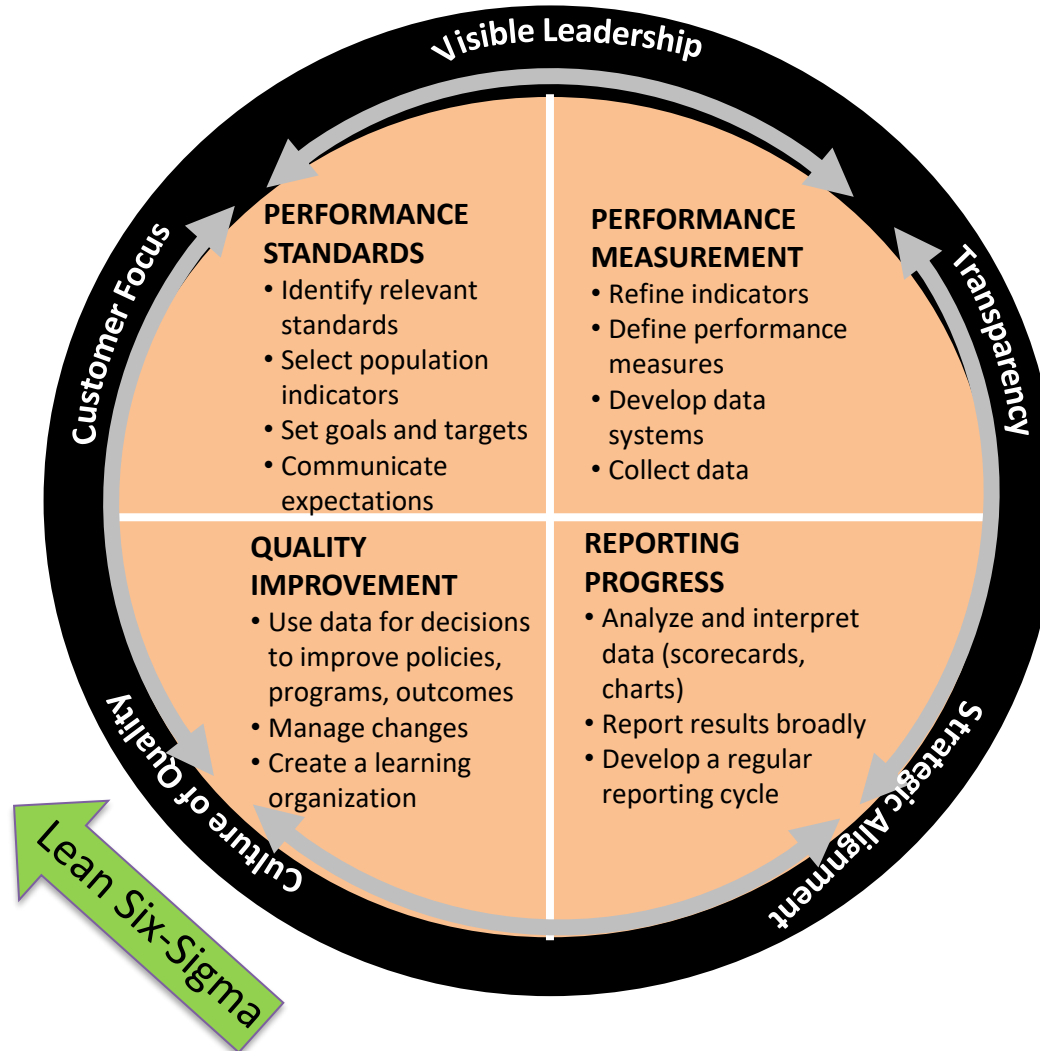 Visible Leadership
Customer Focus
Transparency
PERFORMANCE
STANDARDS
• Identify relevant
standards
• Select population
indicators
• Set goals and targets
• Communicate
expectations
PERFORMANCE
MEASUREMENT
• Refine indicators
• Define performance
measures
• Develop data
systems
• Collect data
QUALITY
IMPROVEMENT
• Use data for decisions
to improve policies,
programs, outcomes
• Manage changes
• Create a learning
organization
REPORTING
PROGRESS
• Analyze and interpret
data (scorecards,
charts)
• Report results broadly
• Develop a regular
reporting cycle
Culture of Quality
Strategic Alignment
Lean Six-Sigma